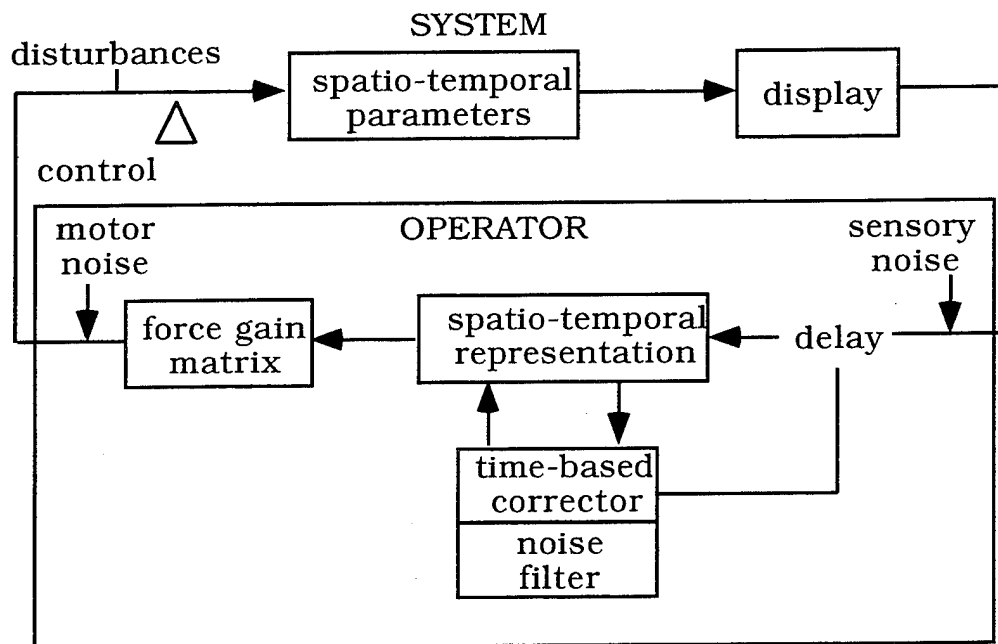 SYSTEM
disturbances
spatio-temporal
parameters
display
control
OPERATOR
motor
noise
sensory
noise
force gain
matrix
spatio-temporal
representation
delay
time-based
corrector
noise
filter